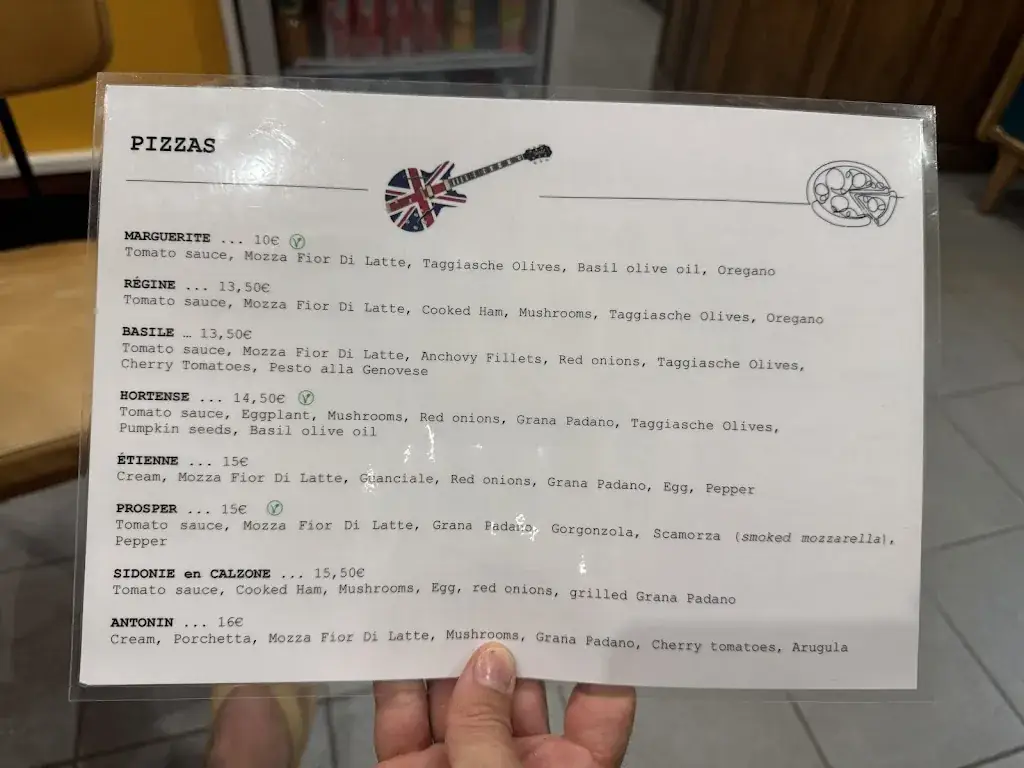 PIZZAS
MARGUERITE ... 10€
Tomato sauce, Mozza Fior Di Latte, Taggiasche Olives, Basil olive oil, Oregano
RÉGINE ... 13,50€
Tomato sauce, Mozza Fior Di Latte, Cooked Ham, Mushrooms, Taggiasche Olives, Oregano
BASILE … 13,50€
Tomato sauce, Mozza Fior Di Latte, Anchovy Fillets, Red onions, Taggiasche Olives,
Cherry Tomatoes, Pesto alla Genovese
HORTENSE ... 14,50€
Tomato sauce, Eggplant, Mushrooms, Red onions, Grana Padano, Taggiasche Olives,
Pumpkin seeds, Basil olive oil
ÉTIENNE ... 15€
Cream, Mozza Fior Di Latte, Guanciale, Red onions, Grana Padano, Egg, Pepper
PROSPER ... 15€
Tomato sauce, Mozza Fior Di Latte, Grana Padano, Gorgonzola, Scamorza (smoked mozzarella),
Pepper
SIDONIE en CALZONE ... 15,50€
Tomato sauce, Cooked Ham, Mushrooms, Egg, red onions, grilled Grana Padano
ANTONIN ... 16€
Cream, Porchetta, Mozza Fior Di Latte, Mushrooms, Grana Padano, Cherry tomatoes, Arugula